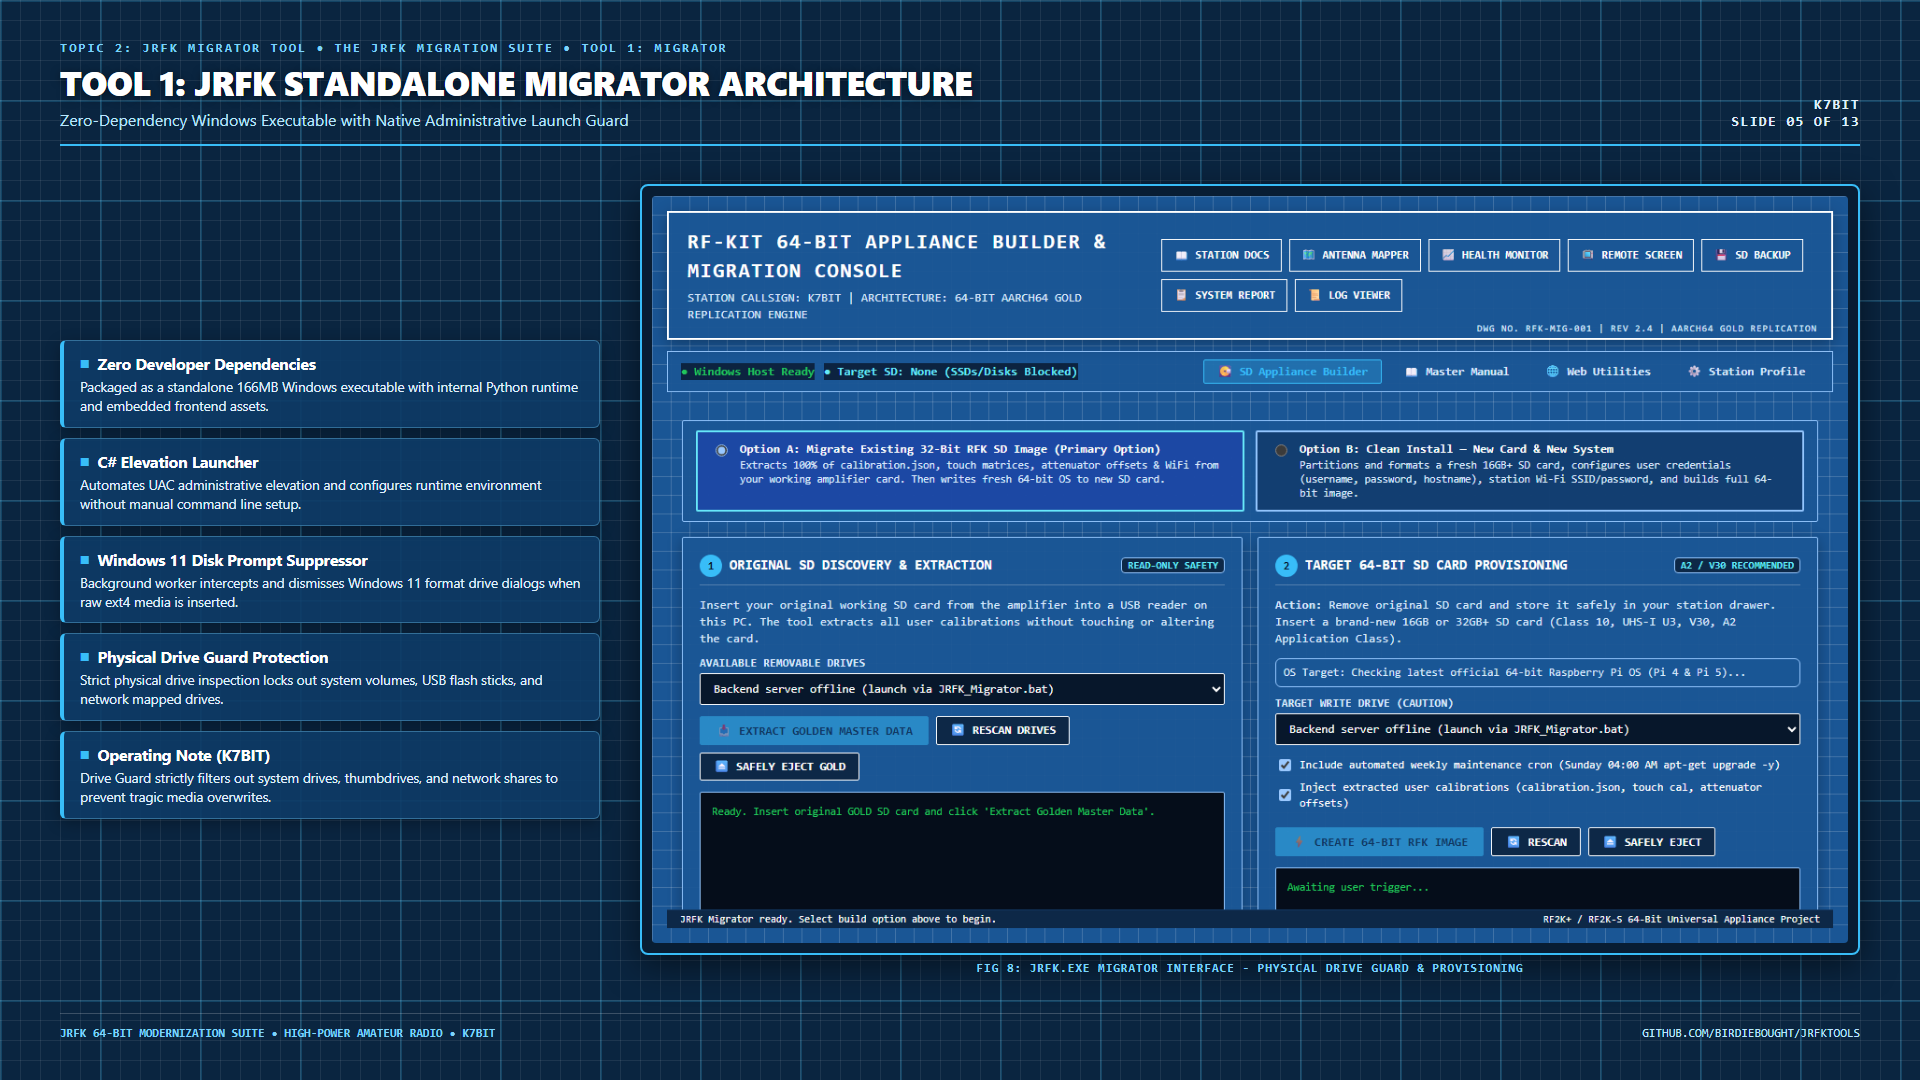 TOPIC 2: JRFK MIGRATOR TOOL • THE JRFK MIGRATION SUITE • TOOL 1: MIGRATOR
TOOL 1: JRFK STANDALONE MIGRATOR ARCHITECTURE
Zero-Dependency Windows Executable with Native Administrative Launch Guard
K7BIT
SLIDE 05 OF 13
Zero Developer Dependencies
Packaged as a standalone 166MB Windows executable with internal Python runtime
and embedded frontend assets.
C# Elevation Launcher
Automates UAC administrative elevation and configures runtime environment
without manual command line setup.
Windows 11 Disk Prompt Suppressor
Background worker intercepts and dismisses Windows 11 format drive dialogs when
raw ext4 media is inserted.
Physical Drive Guard Protection
Strict physical drive inspection locks out system volumes, USB flash sticks, and
network mapped drives.
Operating Note (K7BIT)
Drive Guard strictly filters out system drives, thumbdrives, and network shares to
prevent tragic media overwrites.
RF-KIT 64-BIT APPLIANCE BUILDER &
MIGRATION CONSOLE
STATION CALLSIGN: K7BIT | ARCHITECTURE: 64-BIT AARCH64 GOLD
REPLICATION ENGINE
STATION DOCS
ANTENNA MAPPER
HEALTH MONITOR
REMOTE SCREEN
SD BACKUP
SYSTEM REPORT
LOG VIEWER
DWG NO. RFK-MIG-001 | REV 2.4 | AARCH64 GOLD REPLICATION
• Windows Host Ready
• Target SD: None (SSDs/Disks Blocked)
SD Appliance Builder
Master Manual
Web Utilities
Station Profile
Option A: Migrate Existing 32-Bit RFK SD Image (Primary Option)
Extracts 100% of calibration.json, touch matrices, attenuator offsets & WiFi from
your working amplifier card. Then writes fresh 64-bit OS to new SD card.
Option B: Clean Install — New Card & New System
Partitions and formats a fresh 16GB+ SD card, configures user credentials
(username, password, hostname), station Wi-Fi SSID/password, and builds full 64-
bit image.
1 ORIGINAL SD DISCOVERY & EXTRACTION
READ-ONLY SAFETY
Insert your original working SD card from the amplifier into a USB reader on
this PC. The tool extracts all user calibrations without touching or altering
the card.
AVAILABLE REMOVABLE DRIVES
Backend server offline (launch via JRFK_Migrator.bat)
EXTRACT GOLDEN MASTER DATA
RESCAN DRIVES
SAFELY EJECT GOLD
Ready. Insert original GOLD SD card and click 'Extract Golden Master Data'.
2 TARGET 64-BIT SD CARD PROVISIONING
A2 / V30 RECOMMENDED
Action: Remove original SD card and store it safely in your station drawer.
Insert a brand-new 16GB or 32GB+ SD card (Class 10, UHS-I U3, V30, A2
Application Class).
OS Target: Checking latest official 64-bit Raspberry Pi OS (Pi 4 & Pi 5)...
TARGET WRITE DRIVE (CAUTION)
Backend server offline (launch via JRFK_Migrator.bat)
Include automated weekly maintenance cron (Sunday 04:00 AM apt-get upgrade -y)
Inject extracted user calibrations (calibration.json, touch cal, attenuator
offsets)
CREATE 64-BIT RFK IMAGE
RESCAN
SAFELY EJECT
Awaiting user trigger...
JRFK Migrator ready. Select build option above to begin.
RF2K+ / RF2K-S 64-Bit Universal Appliance Project
FIG 8: JRFK.EXE MIGRATOR INTERFACE - PHYSICAL DRIVE GUARD & PROVISIONING
JRFK 64-BIT MODERNIZATION SUITE • HIGH-POWER AMATEUR RADIO • K7BIT
GITHUB.COM/BIRDIEBOUGHT/JRFKTOOLS